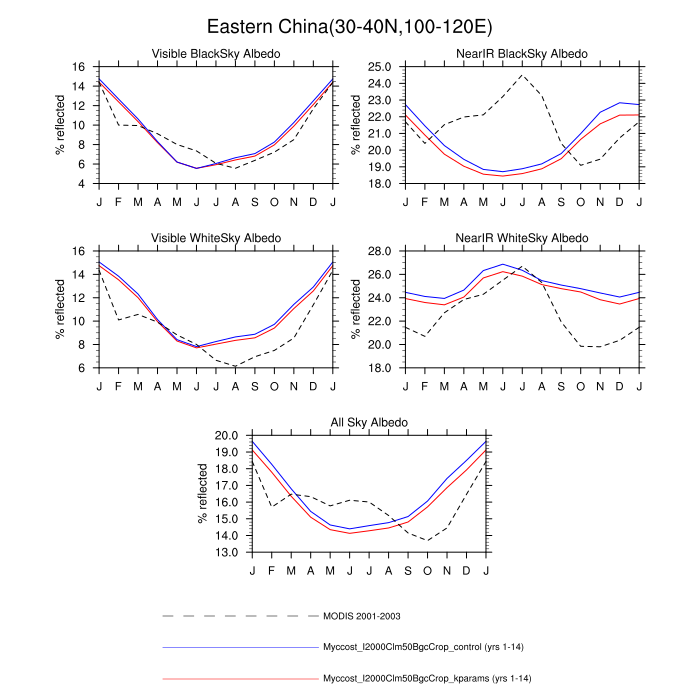 Eastern China(30-40N,100-120E)
Visible BlackSky Albedo
NearIR BlackSky Albedo
% reflected
16
14
12
10
8
6
4
J F M A M J J A S O N D J
% reflected
25.0
24.0
23.0
22.0
21.0
20.0
19.0
18.0
J F M A M J J A S O N D J
Visible WhiteSky Albedo
NearIR WhiteSky Albedo
% reflected
16
14
12
10
8
6
J F M A M J J A S O N D J
% reflected
28.0
26.0
24.0
22.0
20.0
18.0
J F M A M J J A S O N D J
All Sky Albedo
% reflected
20.0
19.0
18.0
17.0
16.0
15.0
14.0
13.0
J F M A M J J A S O N D J
MODIS 2001-2003
Myccost_I2000Clm50BgcCrop_control (yrs 1-14)
Myccost_I2000Clm50BgcCrop_kparams (yrs 1-14)